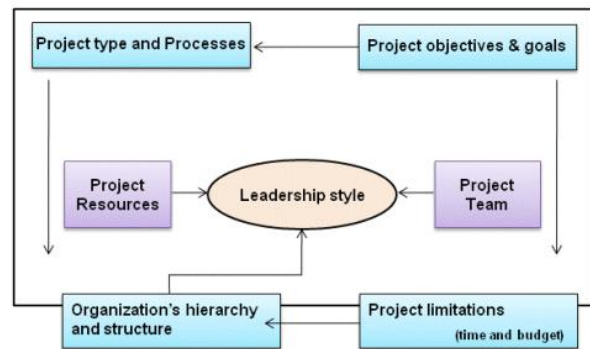 Project type and Processes
Project objectives & goals
Project
Resources
Leadership style
Project
Team
Organization's hierarchy
and structure
Project limitations
(time and budget)